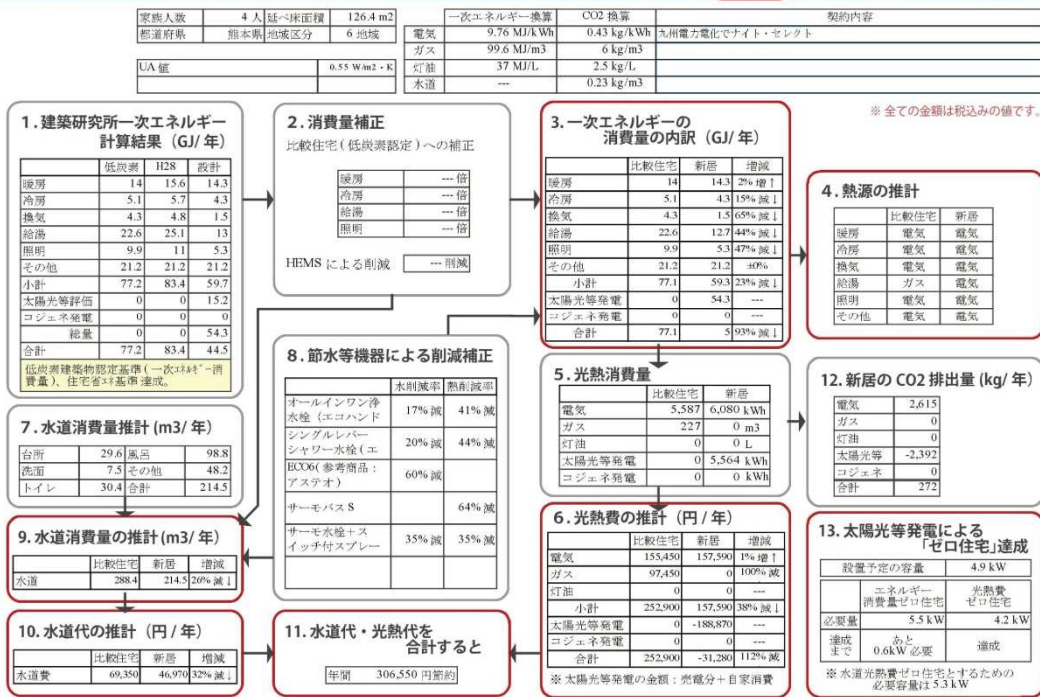 家族人数 4 人 延べ床面積 126.4 m2
都道府県 熊本県 地域区分 6 地域
UA 値 0.55 W/m2・K
一次エネルギー換算 CO2 換算 契約内容
電気 9.76 MJ/kWh 0.43 kg/kWh 九州電力電化でナイト・セレクト
ガス 99.6 MJ/m3 6 kg/m3
灯油 37 MJ/L 2.5 kg/L
水道 --- 0.23 kg/m3
※ 全ての金額は税込みの値です。
1. 建築研究所一次エネルギー
計算結果(GJ/ 年)
低炭素 H28 設計
暖房 14 15.6 14.3
冷房 5.1 5.7 4.3
換気 4.3 4.8 1.5
給湯 22.6 25.1 13
照明 9.9 11 5.3
その他 21.2 21.2 21.2
小計 77.2 83.4 59.7
太陽光等評価 0 0 15.2
コジェネ発電 0 0 0
総量 0 0 54.3
合計 77.2 83.4 44.5
低炭素建築物認定基準(一次エネルギー消
費量)、住宅省エネ基準 達成。
2. 消費量補正
比較住宅(低炭素認定)への補正
暖房 --- 倍
冷房 --- 倍
給湯 --- 倍
照明 --- 倍
HEMS による削減 --- 削減
3. 一次エネルギーの
消費量の内訳(GJ/ 年)
比較住宅 新居 増減
暖房 14 14.3 2% 増↑
冷房 5.1 4.3 15% 減↓
換気 4.3 1.5 65% 減↓
給湯 22.6 12.7 44% 減↓
照明 9.9 5.3 47% 減↓
その他 21.2 21.2 ±0%
小計 77.1 59.3 23% 減↓
太陽光等発電 0 54.3 ---
コジェネ発電 0 0 ---
合計 77.1 5 93% 減↓
4. 熱源の推計
比較住宅 新居
暖房 電気 電気
冷房 電気 電気
換気 電気 電気
給湯 ガス 電気
照明 電気 電気
その他 電気 電気
5. 光熱消費量
比較住宅 新居
電気 5,587 6,080 kWh
ガス 227 0 m3
灯油 0 0 L
太陽光等発電 0 5,564 kWh
コジェネ発電 0 0 kWh
6. 光熱費の推計(円 / 年)
比較住宅 新居 増減
電気 155,450 157,590 1% 増↑
ガス 97,450 0 100% 減
灯油 0 0 ---
小計 252,900 157,590 38% 減↓
太陽光等発電 0 -188,870 ---
コジェネ発電 0 0 ---
合計 252,900 -31,280 112% 減
※ 太陽光等発電の金額:売電分+自家消費
7. 水道消費量推計 (m3/ 年)
台所 29.6 風呂 98.8
洗面 7.5 その他 48.2
トイレ 30.4 合計 214.5
8. 節水等機器による削減補正
水削減率 熱削減率
オールインワン浄
水栓(エコハンド 17% 減 41% 減
シングルレバー
シャワー水栓(エ 20% 減 44% 減
ECO6(参考商品:
アステオ) 60% 減
サーモバス S 64% 減
サーモ水栓+ス
イッチ付スプレー 35% 減 35% 減
9. 水道消費量の推計 (m3/ 年)
比較住宅 新居 増減
水道 288.4 214.5 26% 減↓
10. 水道代の推計(円 / 年)
比較住宅 新居 増減
水道費 69,350 46,970 32% 減↓
11. 水道代・光熱代を
合計すると
年間 306,550 円節約
12. 新居の CO2 排出量 (kg/ 年)
電気 2,615
ガス 0
灯油 0
太陽光等 -2,392
コジェネ 0
合計 272
13. 太陽光等発電による
「ゼロ住宅」達成
設置予定の容量 4.9 kW
エネルギー
消費量ゼロ住宅 光熱費
ゼロ住宅
必要量 5.5 kW 4.2 kW
達成
まで あと
0.6kW 必要 達成
※ 水道光熱費ゼロ住宅とするための
必要容量は 5.3 kW